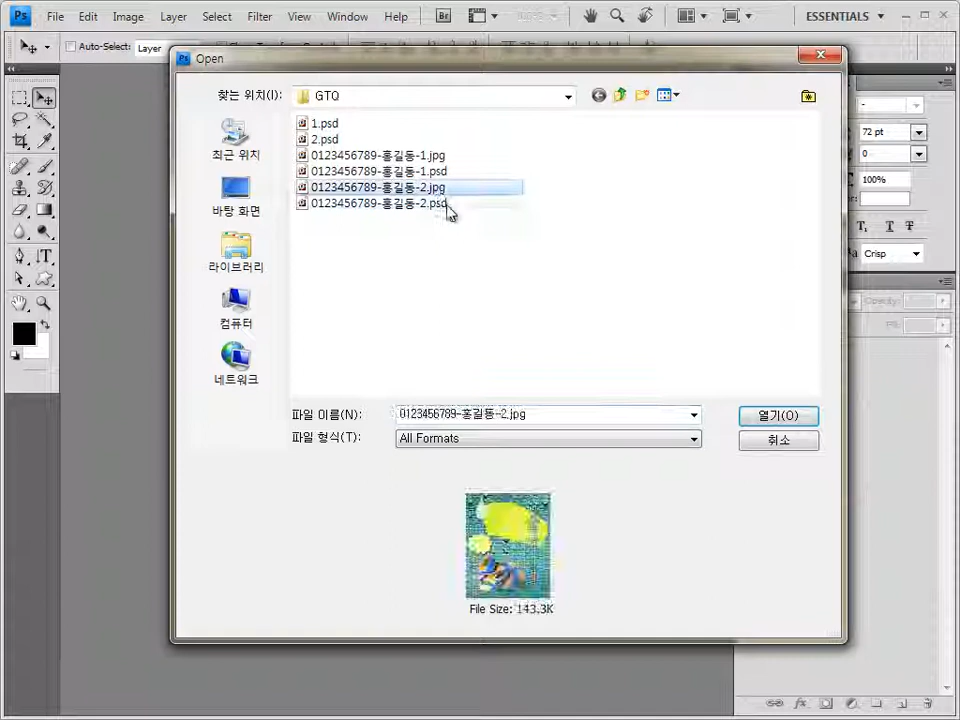 Ps File Edit Image Layer Select Filter View Window Help Br ESSENTIALS
Auto-Select: Layer
Ps Open
찾는 위치(I): GTQ
1.psd
2.psd
0123456789-홍길동-1.jpg
0123456789-홍길동-1.psd
0123456789-홍길동-2.jpg
0123456789-홍길동-2.psd
최근 위치
바탕 화면
라이브러리
컴퓨터
네트워크
72 pt
0
100%
T, T T
Crisp
Opacity:
Fill:
파일 이름(N): 0123456789-홍길동-2.jpg 열기(O)
파일 형식(T): All Formats 취소
File Size: 143.3K